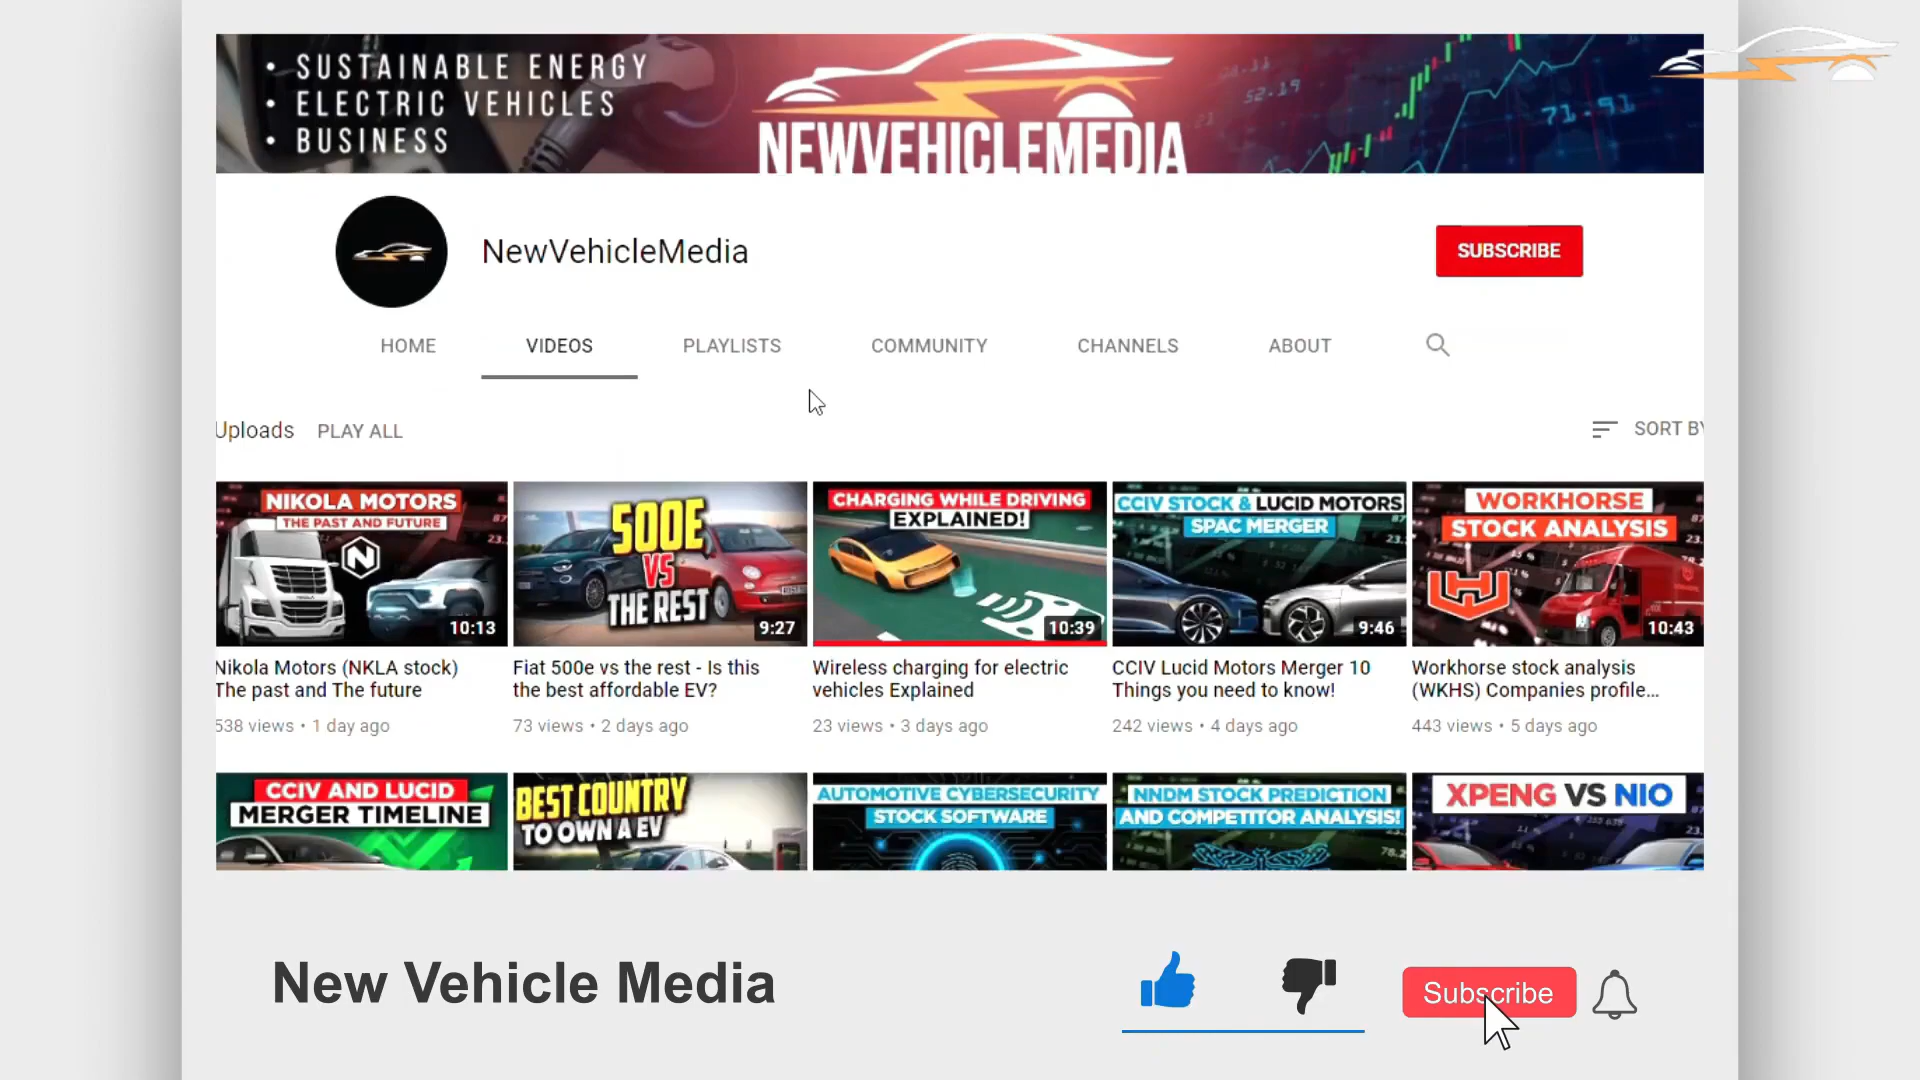 • SUSTAINABLE ENERGY
• ELECTRIC VEHICLES
• BUSINESS
NEWVEHICLEMEDIA
52.19
71.91
NewVehicleMedia
SUBSCRIBE
HOME VIDEOS PLAYLISTS COMMUNITY CHANNELS ABOUT
Uploads PLAY ALL SORT BY
NIKOLA MOTORS
THE PAST AND FUTURE
10:13
500E
VS
THE REST
9:27
CHARGING WHILE DRIVING
EXPLAINED!
10:39
CCIV STOCK & LUCID MOTORS
SPAC MERGER
9:46
WORKHORSE
STOCK ANALYSIS
10:43
Nikola Motors (NKLA stock)
The past and The future
538 views • 1 day ago
Fiat 500e vs the rest - Is this
the best affordable EV?
73 views • 2 days ago
Wireless charging for electric
vehicles Explained
23 views • 3 days ago
CCIV Lucid Motors Merger 10
Things you need to know!
242 views • 4 days ago
Workhorse stock analysis
(WKHS) Companies profile...
443 views • 5 days ago
CCIV AND LUCID
MERGER TIMELINE
BEST COUNTRY
TO OWN A EV
AUTOMOTIVE CYBERSECURITY
STOCK SOFTWARE
NNDM STOCK PREDICTION
AND COMPETITOR ANALYSIS!
XPENG VS NIO
New Vehicle Media
Subscribe